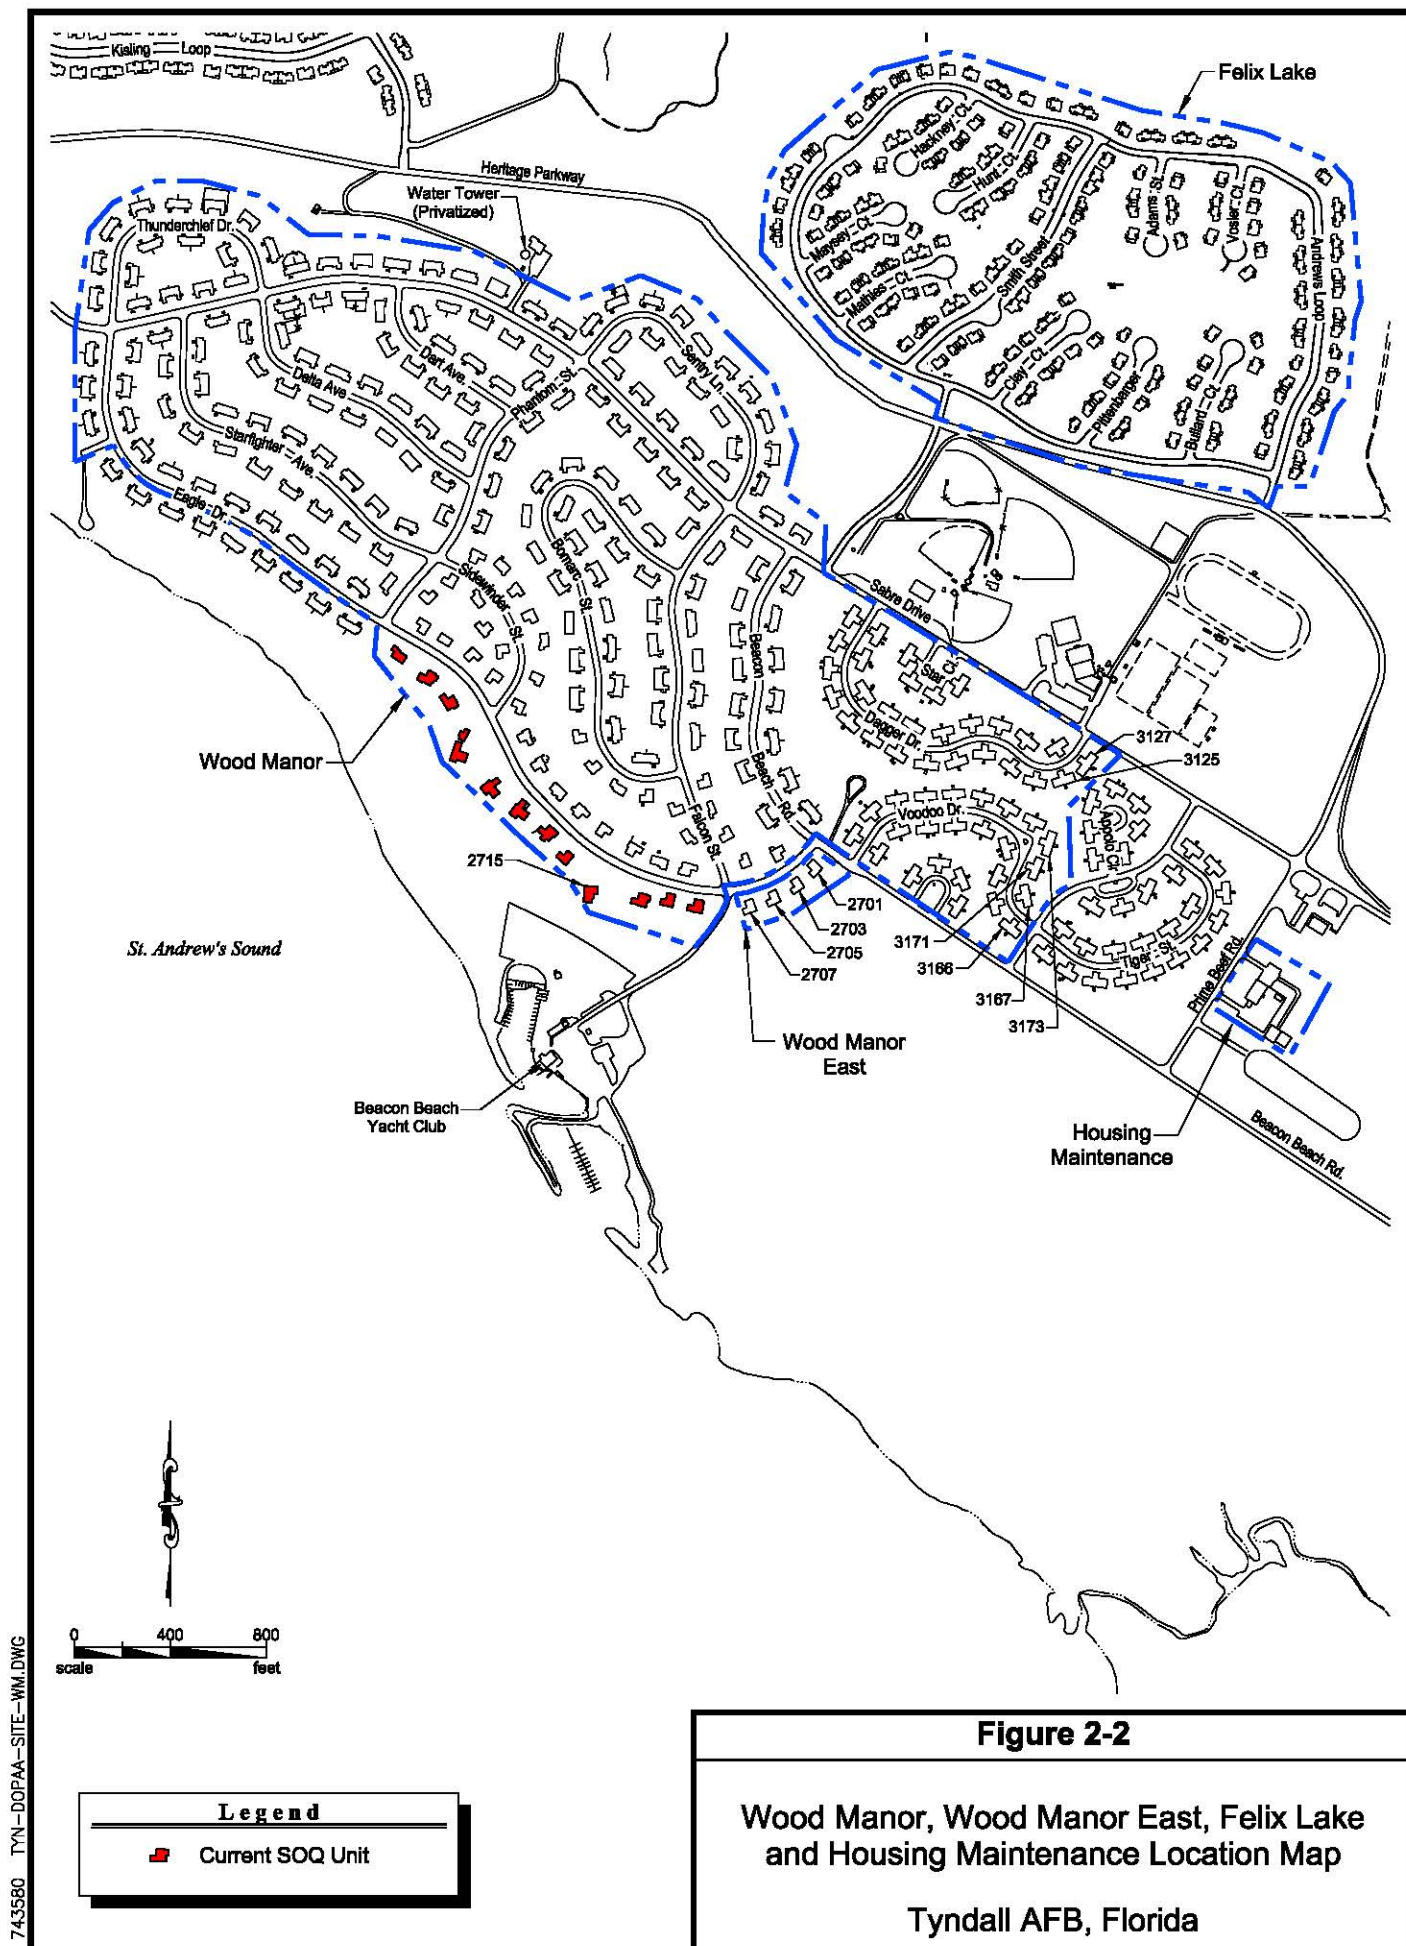 Kisling Loop
Felix Lake
Heritage Parkway
Water Tower
(Privatized)
Thunderchief Dr.
Hackney Ct.
Hunt Ct.
Adams St.
Vosler Ct.
Maysey Ct.
Mathies Ct.
Smith Street
Andrews Loop
Clay Ct.
Pittenberger
Bullard Ct.
Sentry Ln.
Dart Ave.
Delta Ave.
Phantom St.
Starfighter Ave.
Eagle Dr.
Bomarc St.
Sidewinder St.
Sabre Drive
Beacon Beach Rd.
Star Ct.
Dagger Dr.
3127
3125
Wood Manor
Voodoo Dr.
Appolo Cir.
Falcon St.
2715
2701
2703
2705
2707
3171
3166
3167
3173
Tiger St.
Prime Beef Rd.
St. Andrew's Sound
Wood Manor
East
Beacon Beach
Yacht Club
Housing
Maintenance
Beacon Beach Rd.
0 400 800
scale feet
743580 TYN-DOPAA-SITE-WM.DWG
Legend
Current SOQ Unit
Figure 2-2
Wood Manor, Wood Manor East, Felix Lake
and Housing Maintenance Location Map
Tyndall AFB, Florida